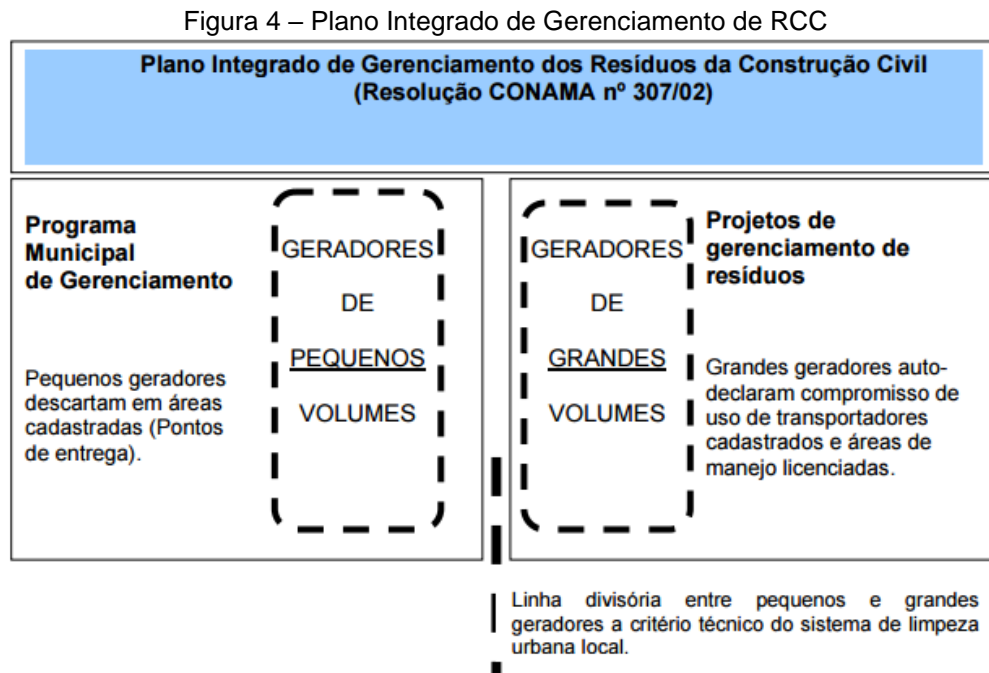 Figura 4 – Plano Integrado de Gerenciamento de RCC
Plano Integrado de Gerenciamento dos Resíduos da Construção Civil
(Resolução CONAMA nº 307/02)
Programa
Municipal
de Gerenciamento
Pequenos geradores
descartam em áreas
cadastradas (Pontos
de entrega).
GERADORES
DE
PEQUENOS
VOLUMES
GERADORES
DE
GRANDES
VOLUMES
Projetos de
gerenciamento de
resíduos
Grandes geradores auto-
declaram compromisso de
uso de transportadores
cadastrados e áreas de
manejo licenciadas.
Linha divisória entre pequenos e grandes
geradores a critério técnico do sistema de limpeza
urbana local.